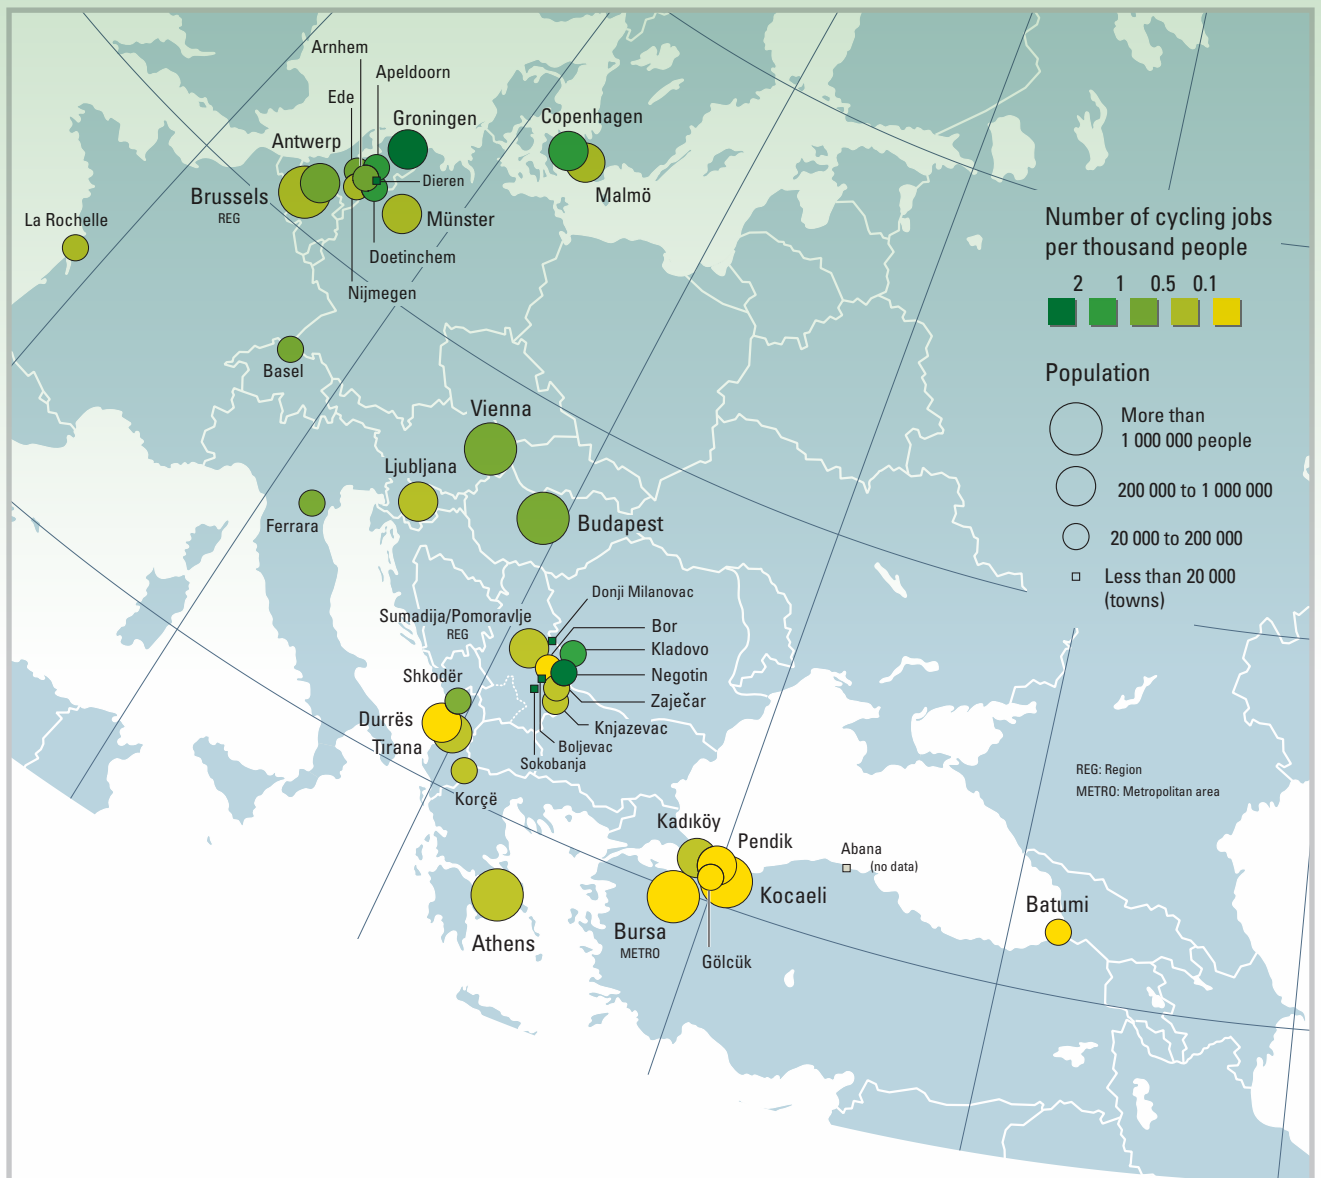 Arnhem
Apeldoorn
Ede
Groningen
Copenhagen
Antwerp
Dieren
Brussels
REG
Malmö
La Rochelle
Münster
Doetinchem
Nijmegen
Basel
Vienna
Ljubljana
Ferrara
Budapest
Donji Milanovac
Sumadija/Pomoravlje
REG
Bor
Kladovo
Shkodër
Negotin
Zaječar
Durrës
Knjazevac
Tirana
Boljevac
Sokobanja
Korçë
Kadıköy
Pendik
Abana
(no data)
Kocaeli
Batumi
Athens
Bursa
METRO
Gölcük
Number of cycling jobs
per thousand people
2 1 0.5 0.1
Population
More than
1 000 000 people
200 000 to 1 000 000
20 000 to 200 000
Less than 20 000
(towns)
REG: Region
METRO: Metropolitan area